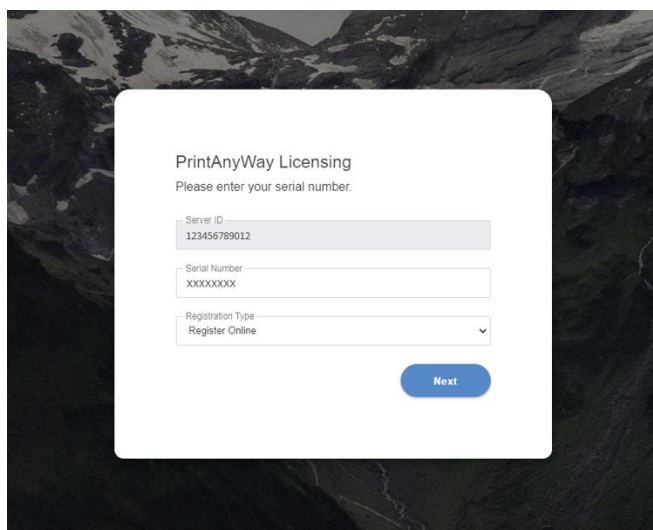 PrintAnyWay Licensing
Please enter your serial number.
Server ID
123456789012
Serial Number
XXXXXXXX
Registration Type
Register Online
Next